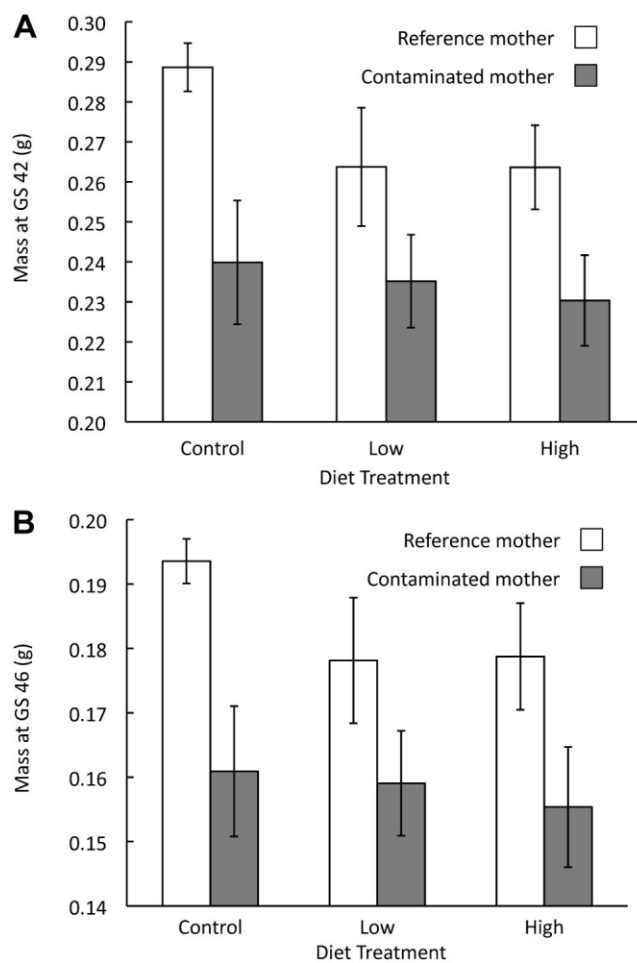 A
Reference mother
Contaminated mother
Mass at GS 42 (g)
0.30
0.29
0.28
0.27
0.26
0.25
0.24
0.23
0.22
0.21
0.20
Control Low High
Diet Treatment
B
Reference mother
Contaminated mother
Mass at GS 46 (g)
0.20
0.19
0.18
0.17
0.16
0.15
0.14
Control Low High
Diet Treatment